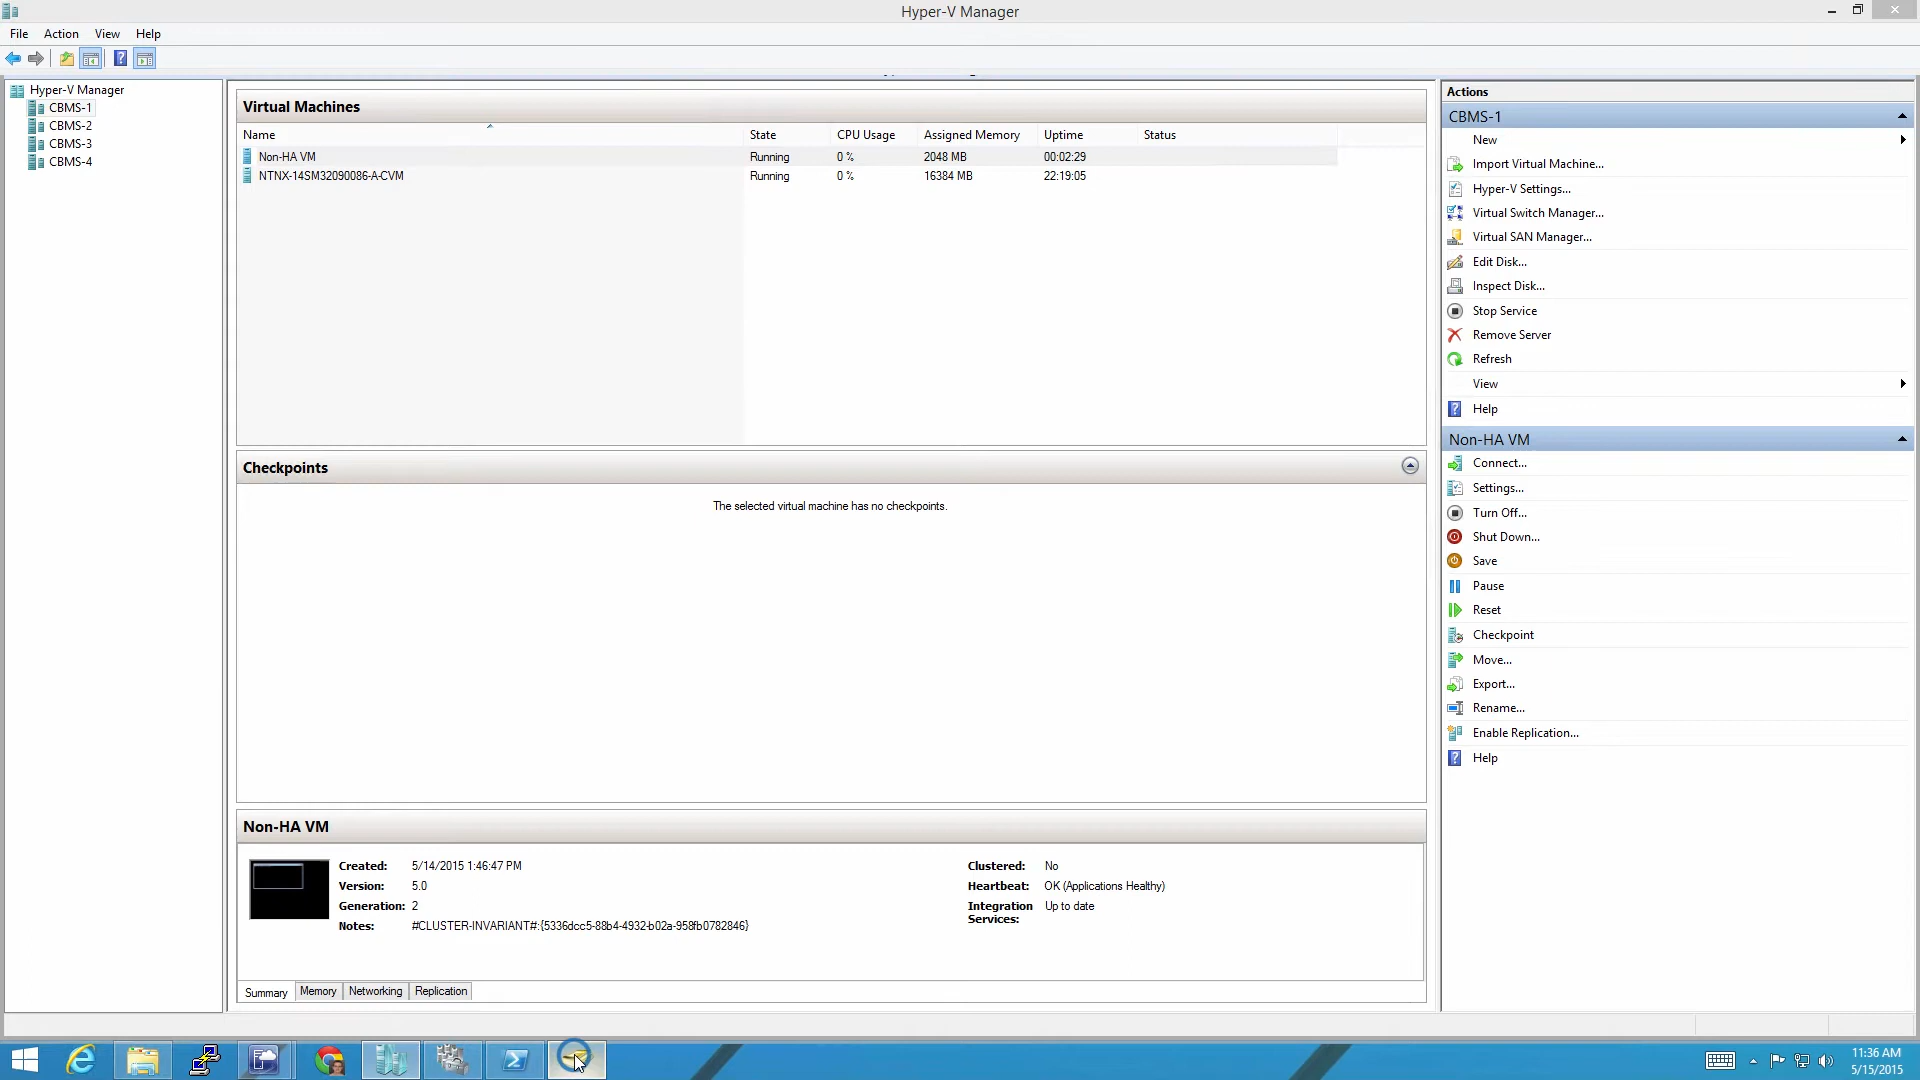 Hyper-V Manager
File Action View Help
Hyper-V Manager
CBMS-1
CBMS-2
CBMS-3
CBMS-4
Virtual Machines
Name State CPU Usage Assigned Memory Uptime Status
Non-HA VM Running 0 % 2048 MB 00:02:29
NTNX-14SM32090086-A-CVM Running 0 % 16384 MB 22:19:05
Checkpoints
The selected virtual machine has no checkpoints.
Non-HA VM
Created: 5/14/2015 1:46:47 PM
Version: 5.0
Generation: 2
Notes: #CLUSTER-INVARIANT#:{5336dcc5-88b4-4932-b02a-958fb0782846}
Clustered: No
Heartbeat: OK (Applications Healthy)
Integration Up to date
Services:
Summary Memory Networking Replication
Actions
CBMS-1
New
Import Virtual Machine...
Hyper-V Settings...
Virtual Switch Manager...
Virtual SAN Manager...
Edit Disk...
Inspect Disk...
Stop Service
Remove Server
Refresh
View
Help
Non-HA VM
Connect...
Settings...
Turn Off...
Shut Down...
Save
Pause
Reset
Checkpoint
Move...
Export...
Rename...
Enable Replication...
Help
11:36 AM
5/15/2015